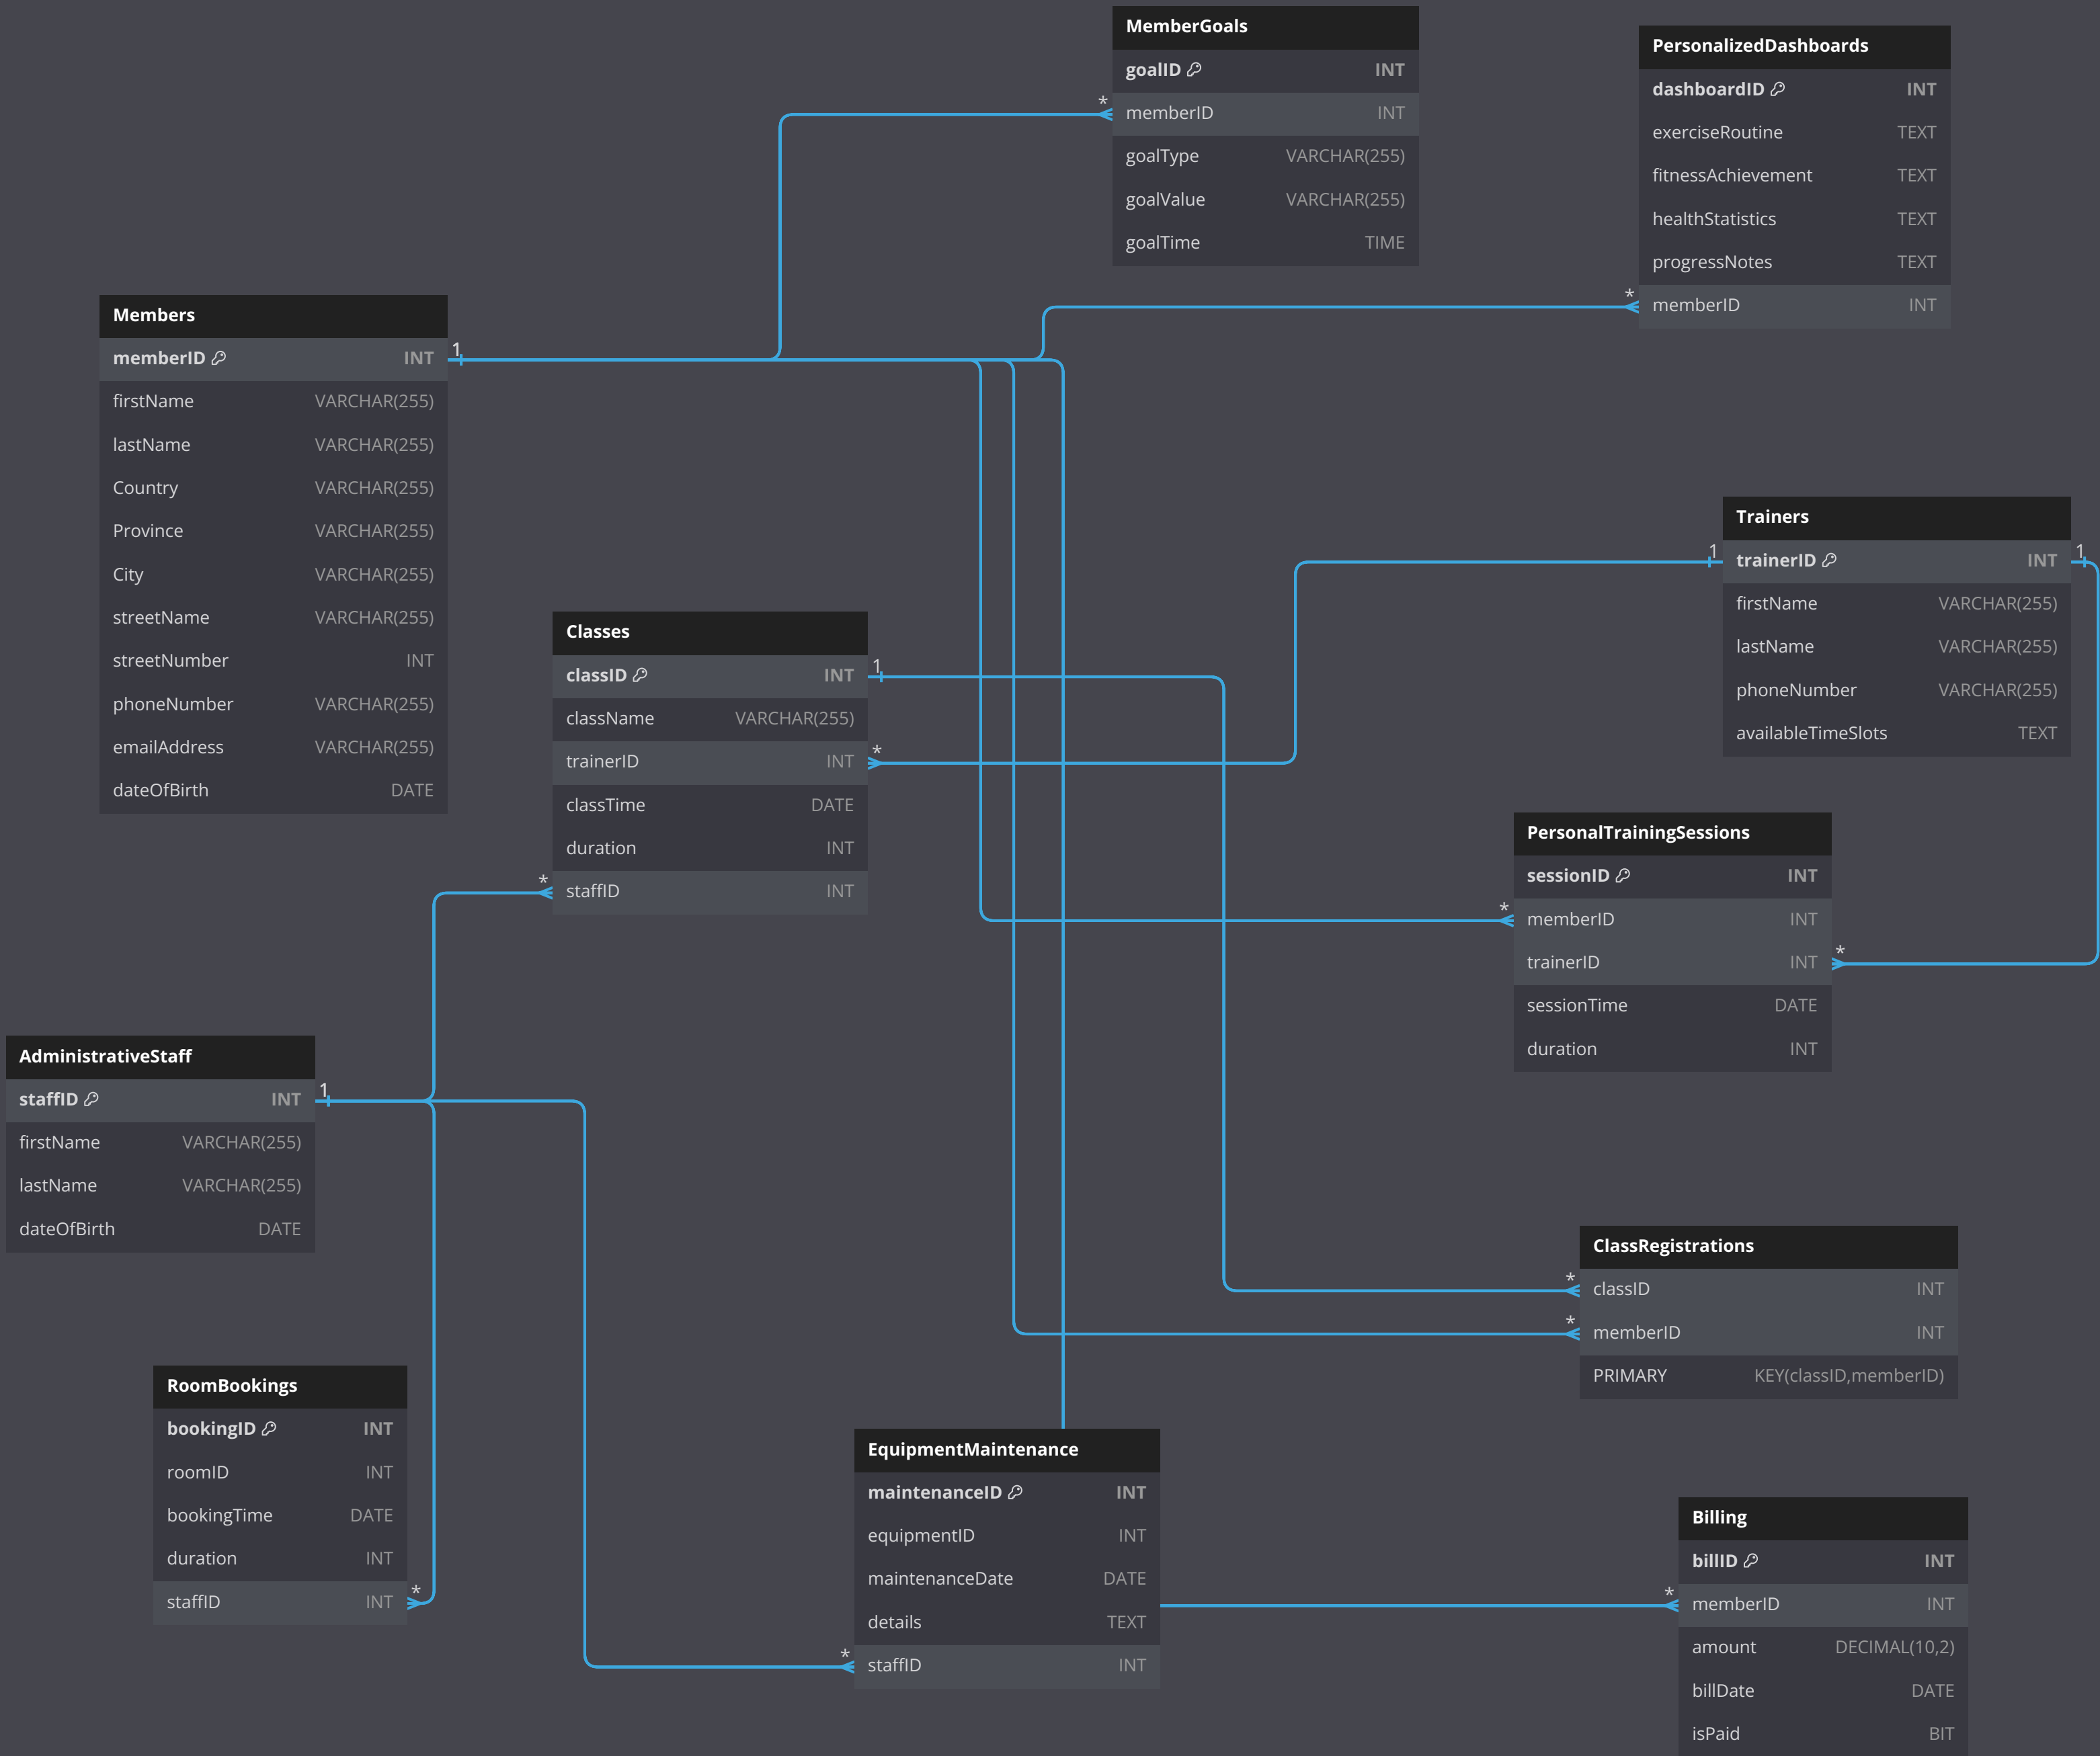 MemberGoals
goalID INT
* memberID INT
goalType VARCHAR(255)
goalValue VARCHAR(255)
goalTime TIME
PersonalizedDashboards
dashboardID INT
exerciseRoutine TEXT
fitnessAchievement TEXT
healthStatistics TEXT
progressNotes TEXT
* memberID INT
Members
memberID INT 1
firstName VARCHAR(255)
lastName VARCHAR(255)
Country VARCHAR(255)
Province VARCHAR(255)
City VARCHAR(255)
streetName VARCHAR(255)
streetNumber INT
phoneNumber VARCHAR(255)
emailAddress VARCHAR(255)
dateOfBirth DATE
Trainers
1 trainerID INT 1
firstName VARCHAR(255)
lastName VARCHAR(255)
phoneNumber VARCHAR(255)
availableTimeSlots TEXT
Classes
classID INT 1
className VARCHAR(255)
trainerID INT *
classTime DATE
duration INT
* staffID INT
PersonalTrainingSessions
sessionID INT
* memberID INT
trainerID INT *
sessionTime DATE
duration INT
AdministrativeStaff
staffID INT 1
firstName VARCHAR(255)
lastName VARCHAR(255)
dateOfBirth DATE
ClassRegistrations
* classID INT
* memberID INT
PRIMARY KEY(classID,memberID)
RoomBookings
bookingID INT
roomID INT
bookingTime DATE
duration INT
staffID INT *
EquipmentMaintenance
maintenanceID INT
equipmentID INT
maintenanceDate DATE
details TEXT
* staffID INT
Billing
billID INT
* memberID INT
amount DECIMAL(10,2)
billDate DATE
isPaid BIT